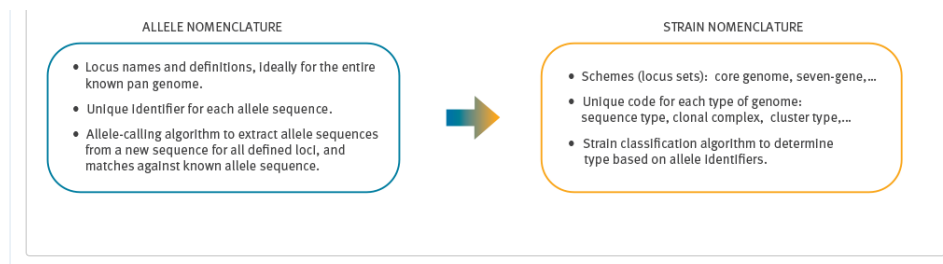 ALLELE NOMENCLATURE
• Locus names and definitions, ideally for the entire
known pan genome.
• Unique identifier for each allele sequence.
• Allele-calling algorithm to extract allele sequences
from a new sequence for all defined loci, and
matches against known allele sequence.
STRAIN NOMENCLATURE
• Schemes (locus sets): core genome, seven-gene,...
• Unique code for each type of genome:
sequence type, clonal complex, cluster type,...
• Strain classification algorithm to determine
type based on allele identifiers.